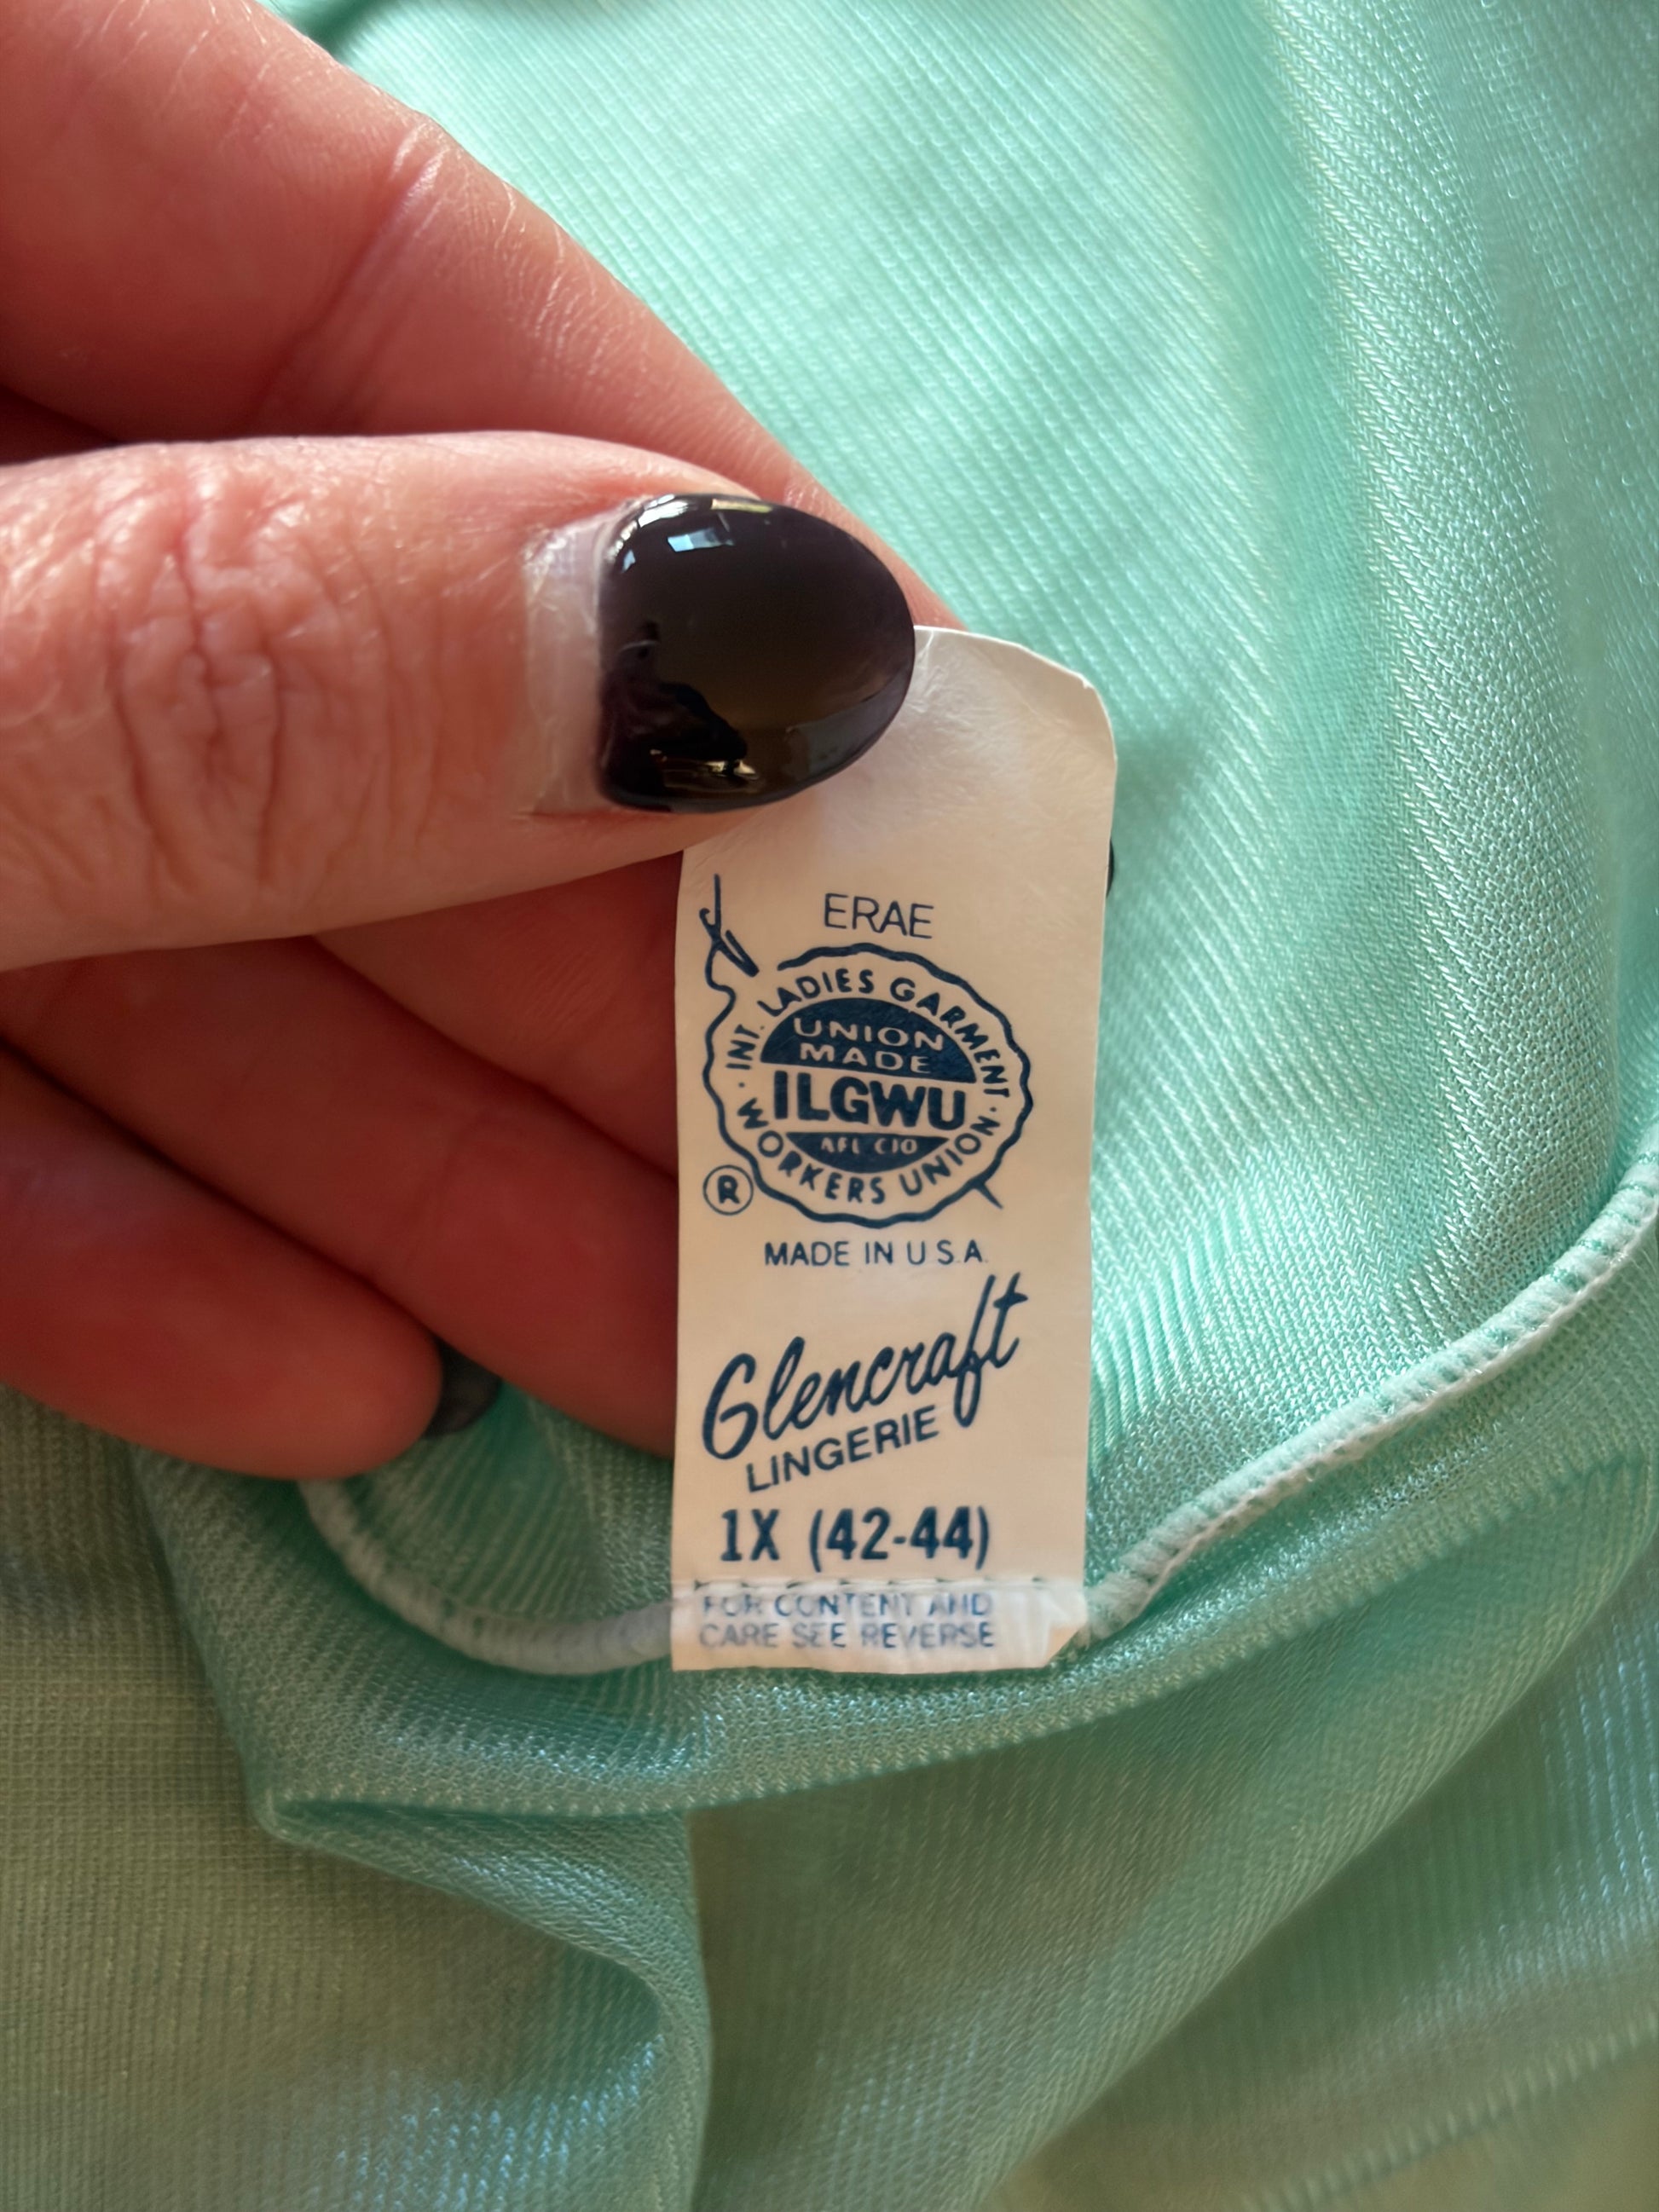 ERAE
INT. LADIES GARMENT
UNION
MADE
ILGWU
AFL CIO
WORKERS UNION
®
MADE IN U.S.A.
Glencraft
LINGERIE
1X (42-44)
FOR CONTENT AND
CARE SEE REVERSE